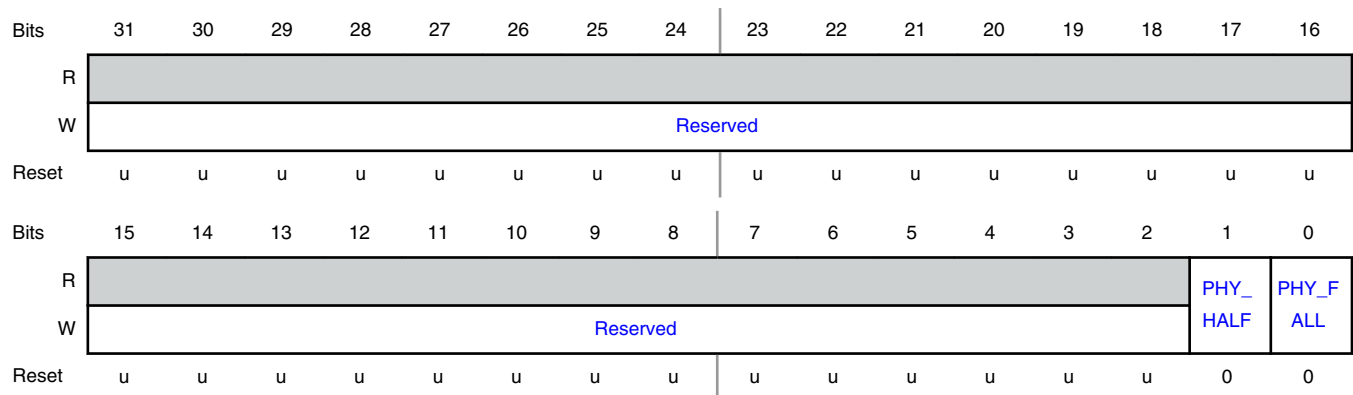 Bits 31 30 29 28 27 26 25 24 23 22 21 20 19 18 17 16
R
W Reserved
Reset u u u u u u u u u u u u u u u u
Bits 15 14 13 12 11 10 9 8 7 6 5 4 3 2 1 0
R
PHY_ PHY_F
W Reserved
HALF ALL
Reset u u u u u u u u u u u u u u 0 0